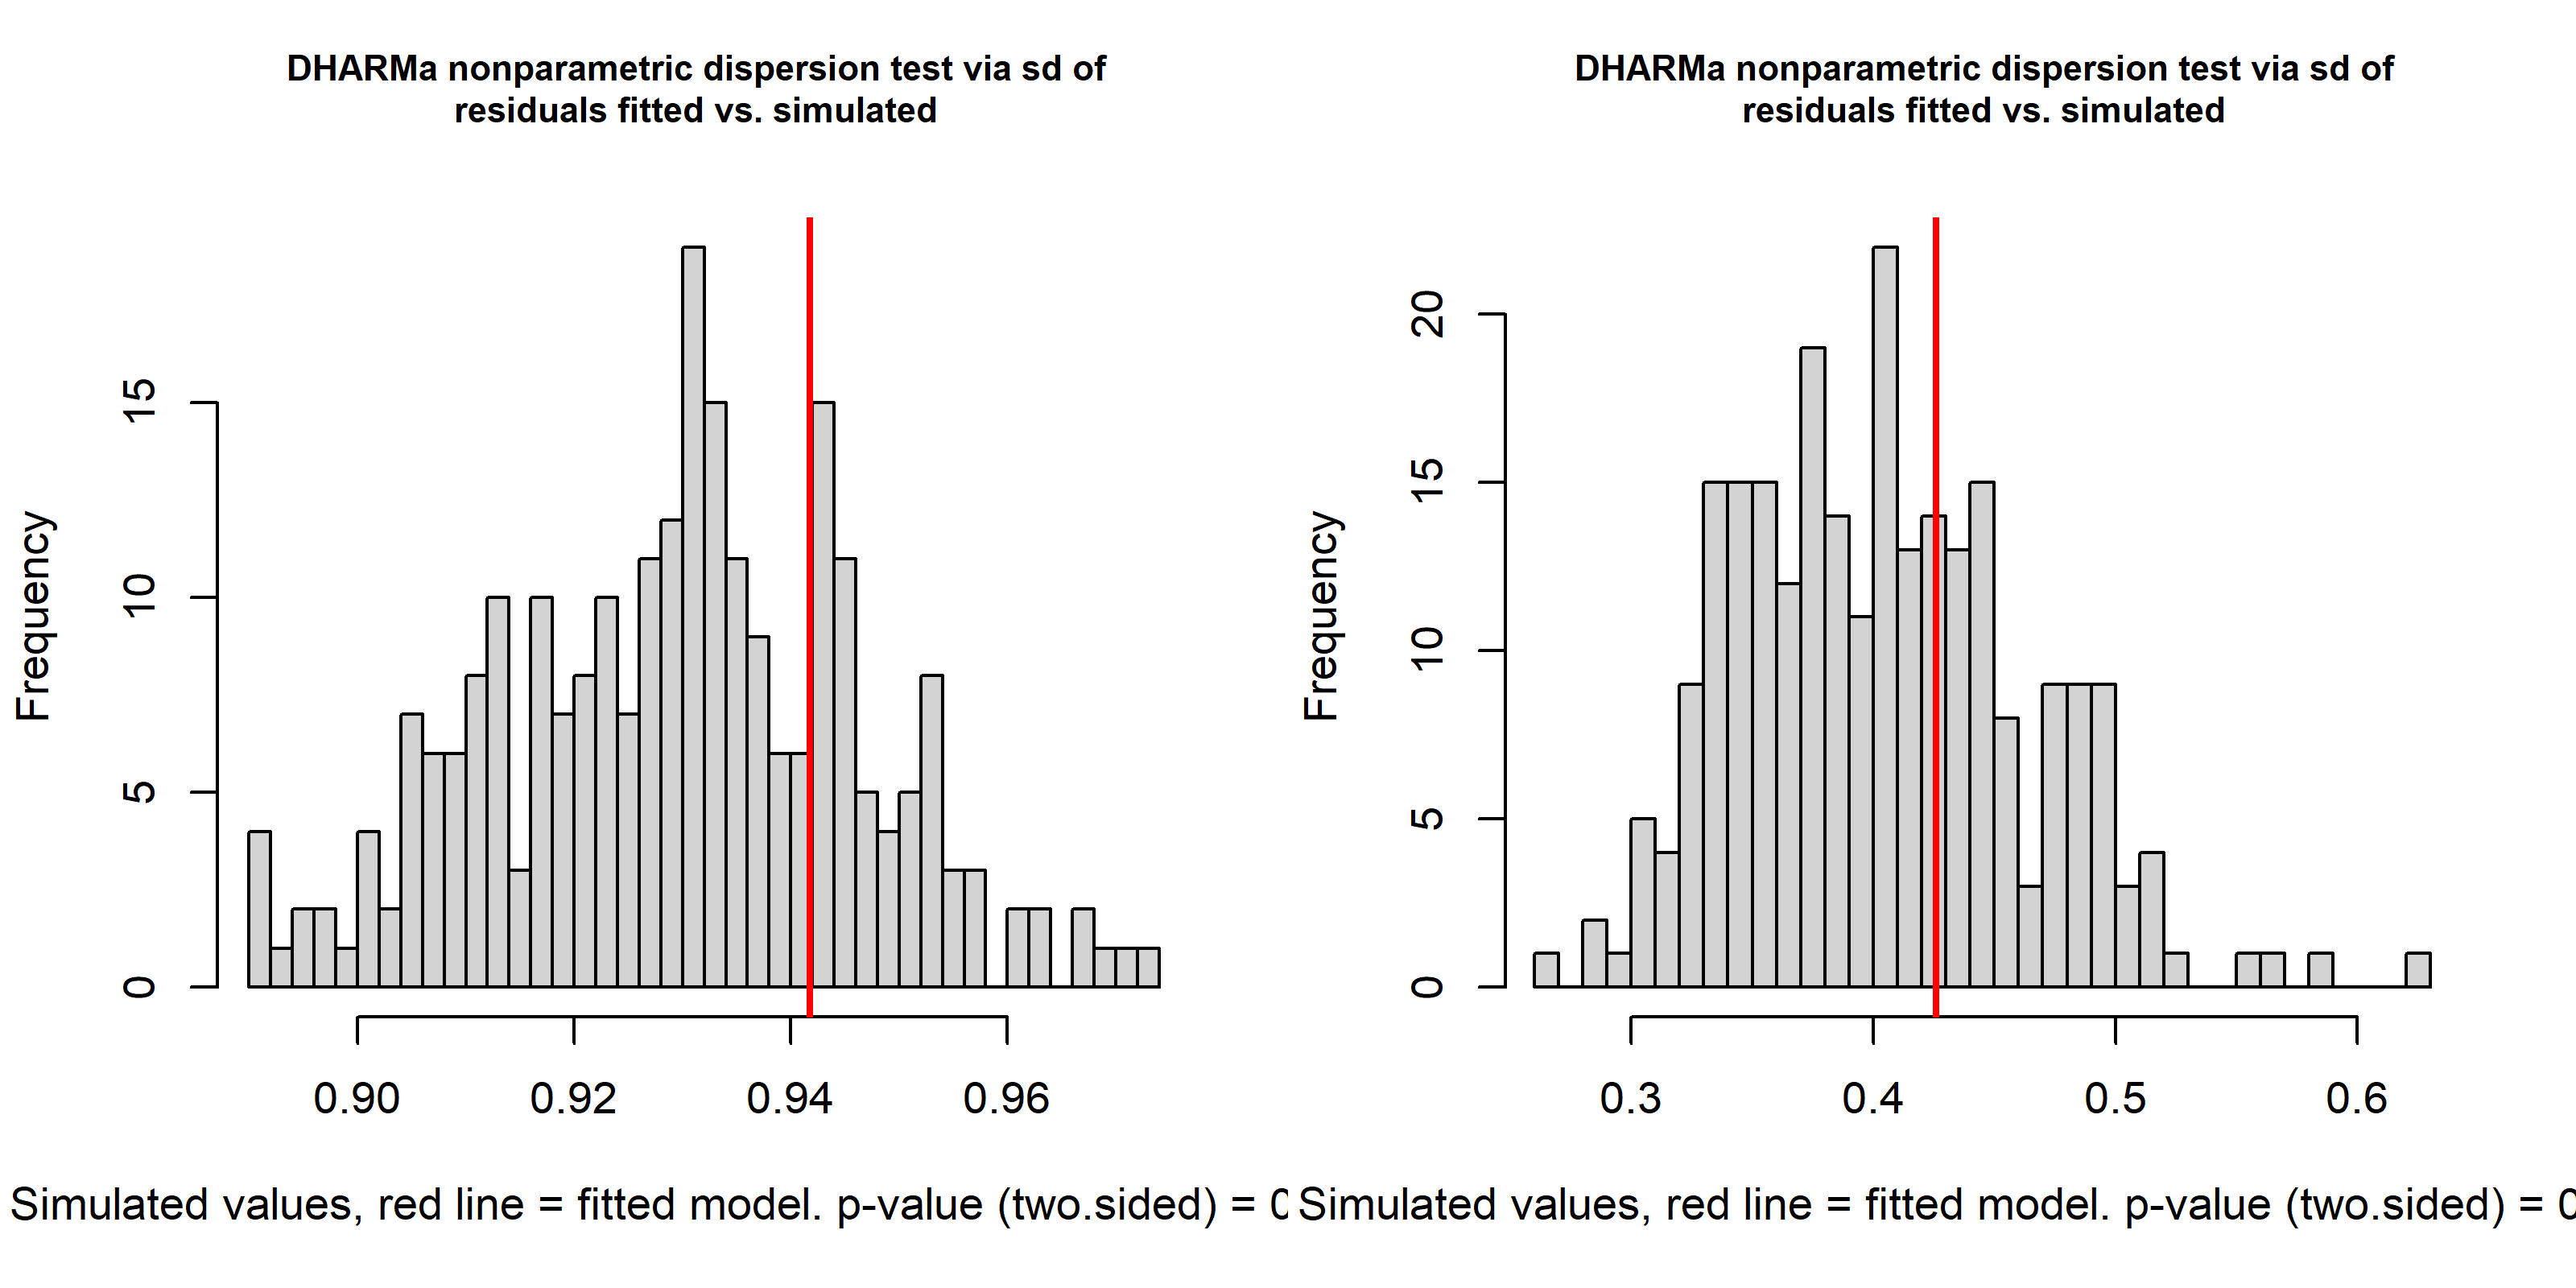 DHARMa nonparametric dispersion test via sd of
residuals fitted vs. simulated
Frequency
15
10
5
0
0.90 0.92 0.94 0.96
Simulated values, red line = fitted model. p-value (two.sided) = 0
DHARMa nonparametric dispersion test via sd of
residuals fitted vs. simulated
Frequency
20
15
10
5
0
0.3 0.4 0.5 0.6
Simulated values, red line = fitted model. p-value (two.sided) = 0